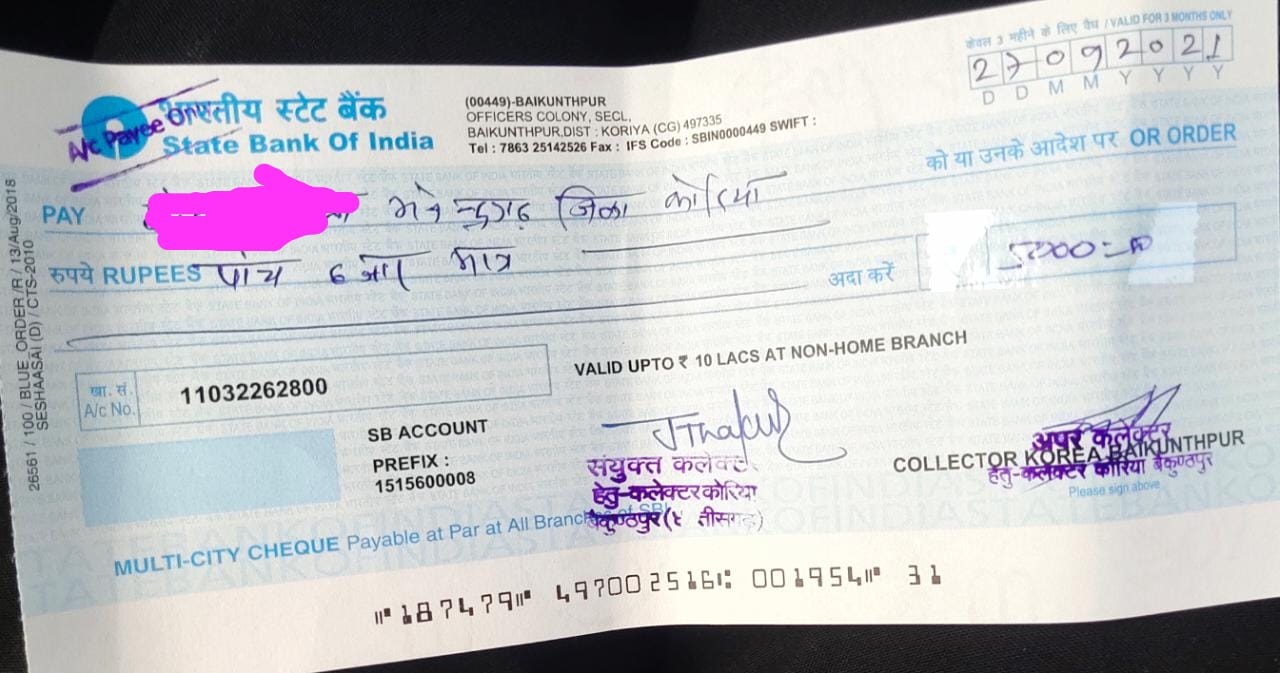 केवल 3 महीने के लिए वैध / VALID FOR 3 MONTHS ONLY
27092021
D D M M Y Y Y Y
A/c Payee Only
भारतीय स्टेट बैंक
State Bank Of India
(00449)-BAIKUNTHPUR
OFFICERS COLONY, SECL,
BAIKUNTHPUR,DIST : KORIYA (CG) 497335
Tel : 7863 25142526 Fax : IFS Code : SBIN0000449 SWIFT :
को या उनके आदेश पर OR ORDER
PAY मनेन्द्रगढ़ जिला कोरिया
रुपये RUPEES पांच हजार मात्र
अदा करें 5000=
खा. सं.
A/c No. 11032262800
VALID UPTO ₹ 10 LACS AT NON-HOME BRANCH
SB ACCOUNT
PREFIX :
1515600008
JThakur
संयुक्त कलेक्टर
हेतु-कलेक्टर कोरिया
बैकुण्ठपुर
अपर कलेक्टर
COLLECTOR KOREA BAIKUNTHPUR
हेतु-कलेक्टर कोरिया बैकुण्ठपुर
Please sign above
MULTI-CITY CHEQUE Payable at Par at All Branches of SBI
⑈187479⑈ 497002516⑆ 001954⑈ 31
26561 / 100 / BLUE_ORDER /R / 13/Aug/2018
SESHAASAI (D) / CTS-2010